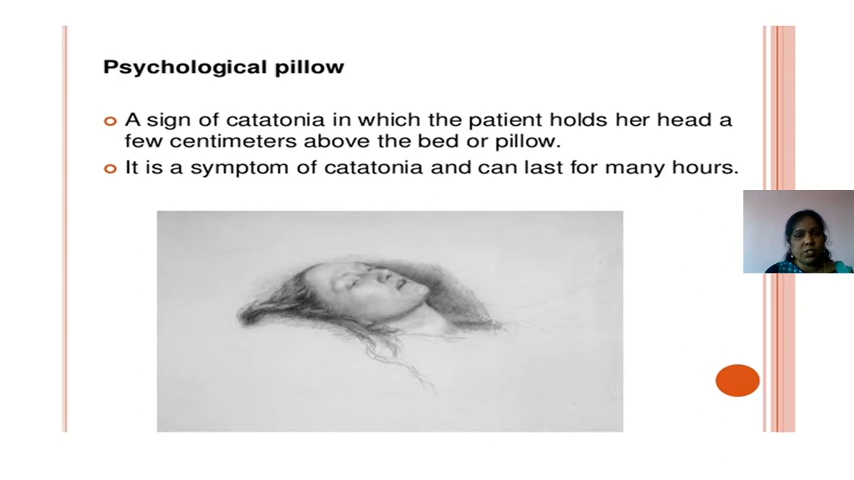 Psychological pillow
A sign of catatonia in which the patient holds her head a
few centimeters above the bed or pillow.
It is a symptom of catatonia and can last for many hours.